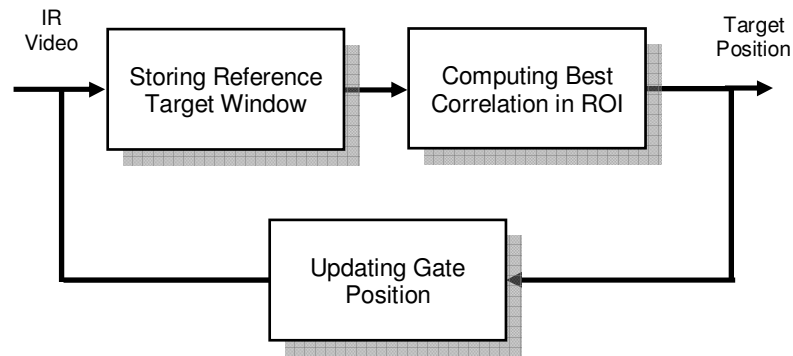 IR
Video
Storing Reference
Target Window
Computing Best
Correlation in ROI
Target
Position
Updating Gate
Position